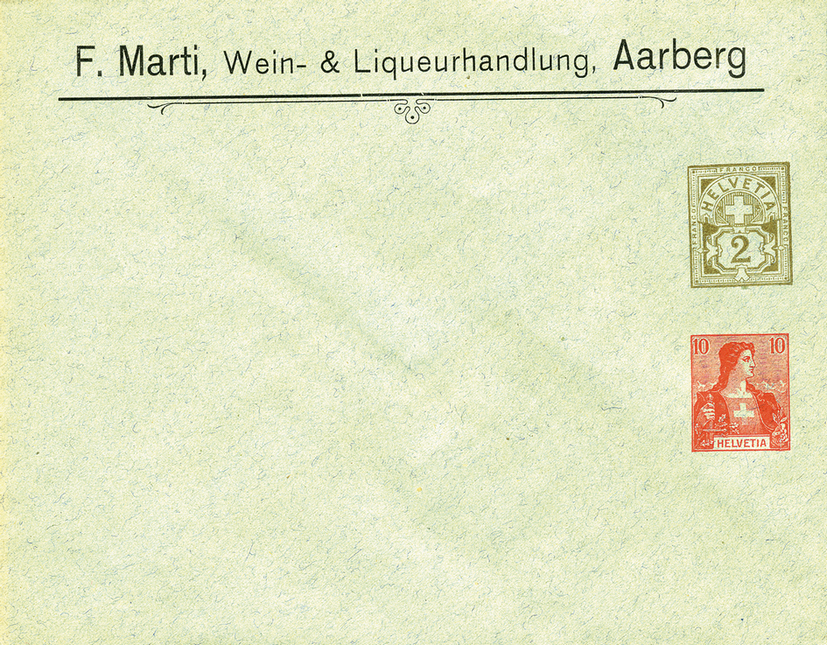 F. Marti, Wein- & Liqueurhandlung, Aarberg
FRANCO
FRANCO
FRANCO
HELVETIA
2
10 10
HELVETIA